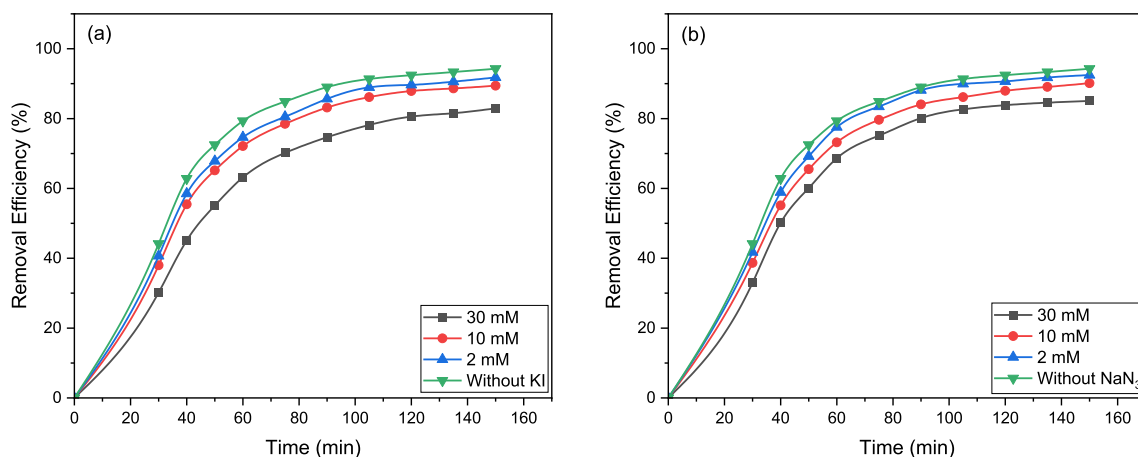 (a)
Removal Efficiency (%)
100
80
60
40
20
0
0 20 40 60 80 100 120 140 160
Time (min)
30 mM
10 mM
2 mM
Without KI
(b)
Removal Efficiency (%)
100
80
60
40
20
0
0 20 40 60 80 100 120 140 160
Time (min)
30 mM
10 mM
2 mM
Without NaN₃